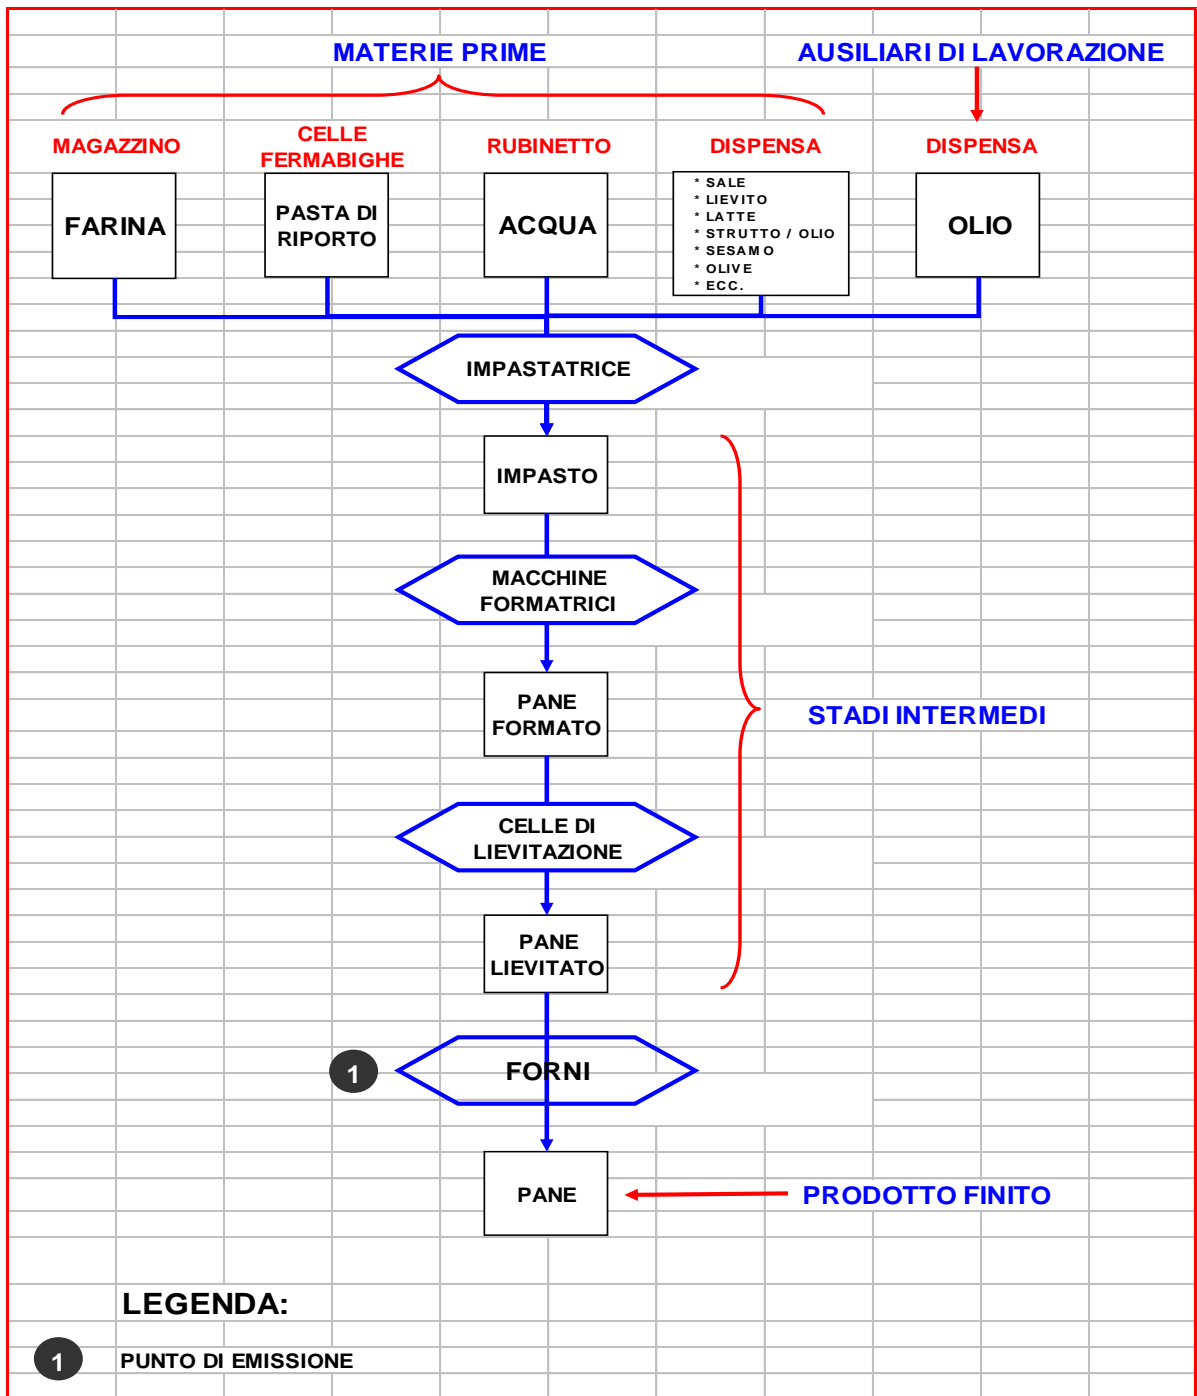 MATERIE PRIME
AUSILIARI DI LAVORAZIONE
MAGAZZINO
CELLE
FERMABIGHE
RUBINETTO
DISPENSA
DISPENSA
FARINA
PASTA DI
RIPORTO
ACQUA
* SALE
* LIEVITO
* LATTE
* STRUTTO / OLIO
* SESAMO
* OLIVE
* ECC.
OLIO
IMPASTATRICE
IMPASTO
MACCHINE
FORMATRICI
PANE
FORMATO
STADI INTERMEDI
CELLE DI
LIEVITAZIONE
PANE
LIEVITATO
1
FORNI
PANE
PRODOTTO FINITO
LEGENDA:
1
PUNTO DI EMISSIONE